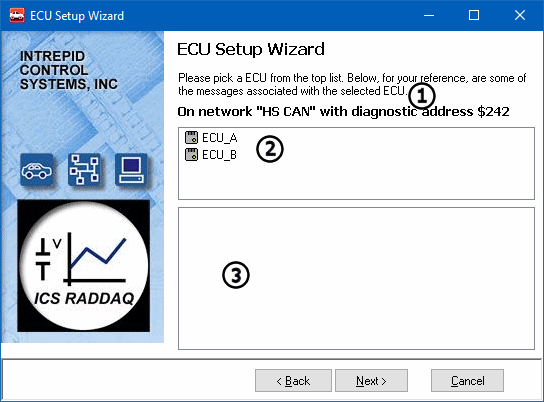 ECU Setup Wizard
INTREPID
CONTROL
SYSTEMS, INC
V
ICS RADDAQ
ECU Setup Wizard
Please pick a ECU from the top list. Below, for your reference, are some of
the messages associated with the selected ECU.
1
On network "HS CAN" with diagnostic address $242
ECU_A
ECU_B
2
3
< Back
Next >
Cancel